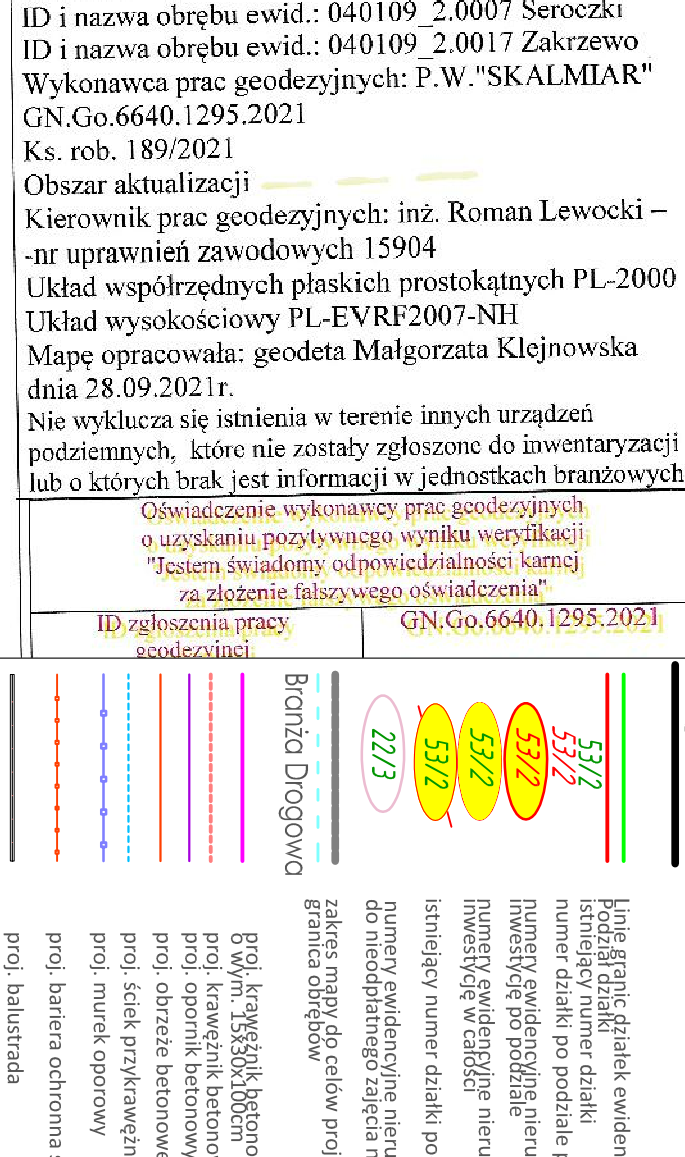 ID i nazwa obrębu ewid.: 040109_2.0007 Seroczki
ID i nazwa obrębu ewid.: 040109_2.0017 Zakrzewo
Wykonawca prac geodezyjnych: P.W."SKALMIAR"
GN.Go.6640.1295.2021
Ks. rob. 189/2021
Obszar aktualizacji
Kierownik prac geodezyjnych: inż. Roman Lewocki –
-nr uprawnień zawodowych 15904
Układ współrzędnych płaskich prostokątnych PL-2000
Układ wysokościowy PL-EVRF2007-NH
Mapę opracowała: geodeta Małgorzata Klejnowska
dnia 28.09.2021r.
Nie wyklucza się istnienia w terenie innych urządzeń
podziemnych, które nie zostały zgłoszone do inwentaryzacji
lub o których brak jest informacji w jednostkach branżowych
Oświadczenie wykonawcy prac geodezyjnych
o uzyskaniu pozytywnego wyniku weryfikacji
"Jestem świadomy odpowiedzialności karnej
za złożenie fałszywego oświadczenia"
ID zgłoszenia pracy
geodezyjnej
GN.Go.6640.1295.2021
Linie granic działek ewiden
Podział działki
53/2
istniejący numer działki
53/2
numer działki po podziale p
53/2
numery ewidencyjne nieru
inwestycję po podziale
53/2
numery ewidencyjne nieru
inwestycję w całości
53/2
istniejący numer działki po
22/3
numery ewidencyjne nieru
do nieodpłatnego zajęcia n
zakręs mapy do celów proj
granica obrębów
Branża Drogowa
proj. krawężnik betono
o wym. 15x30x100cm
proj. krawężnik betono
proj. opornik betonowy
proj. obrzeże betonowe
proj. ściek przykrawężn
proj. murek oporowy
proj. bariera ochronna s
proj. balustrada